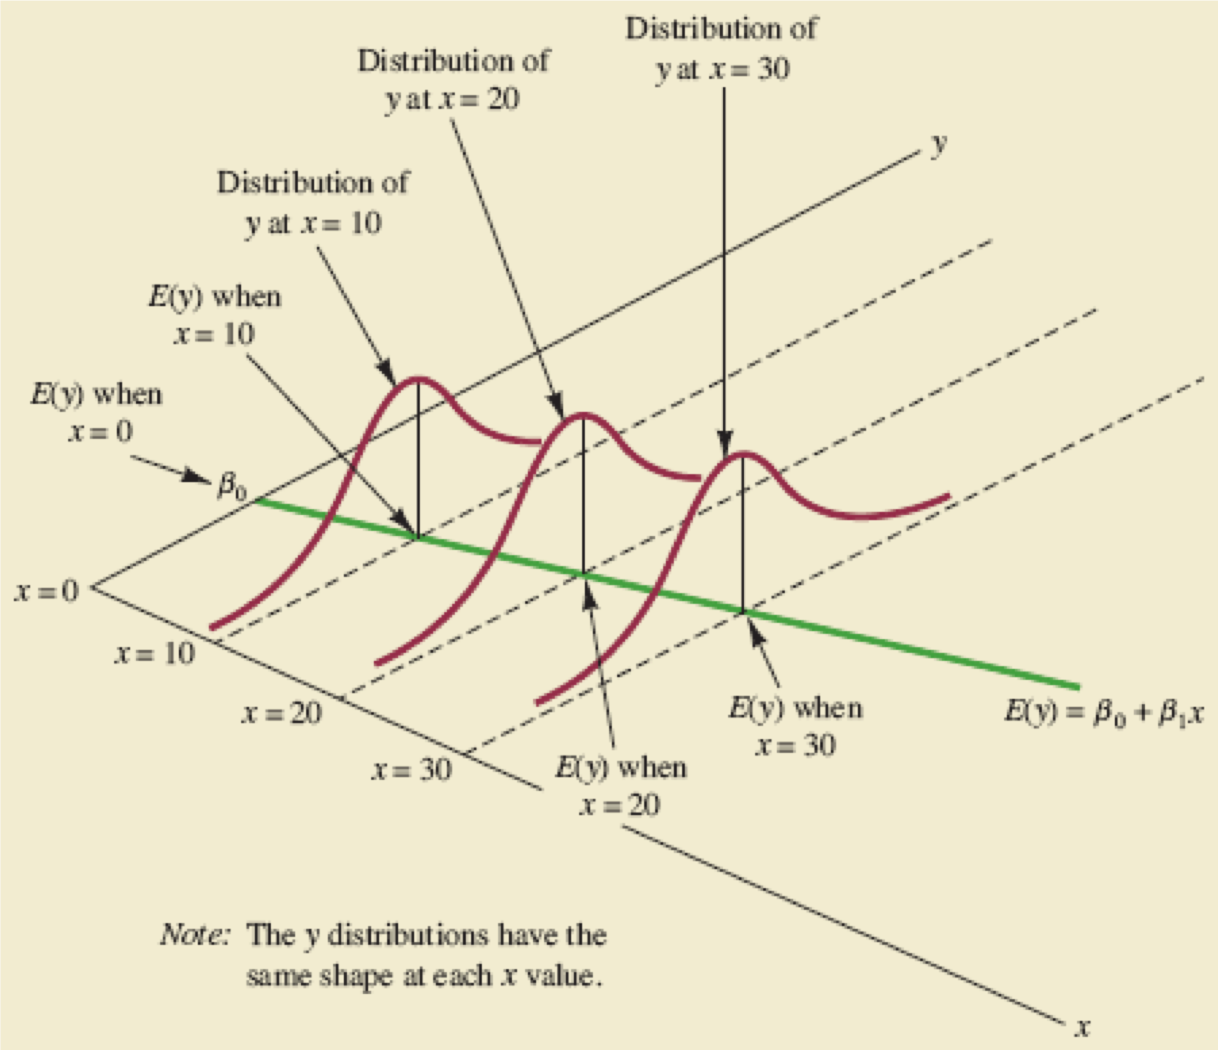 Distribution of
y at x = 30
Distribution of
y at x = 20
y
Distribution of
y at x = 10
E(y) when
x = 10
E(y) when
x = 0
β₀
x = 0
x = 10
x = 20
x = 30
E(y) when
x = 30
E(y) = β₀ + β₁x
E(y) when
x = 20
Note: The y distributions have the
same shape at each x value.
x